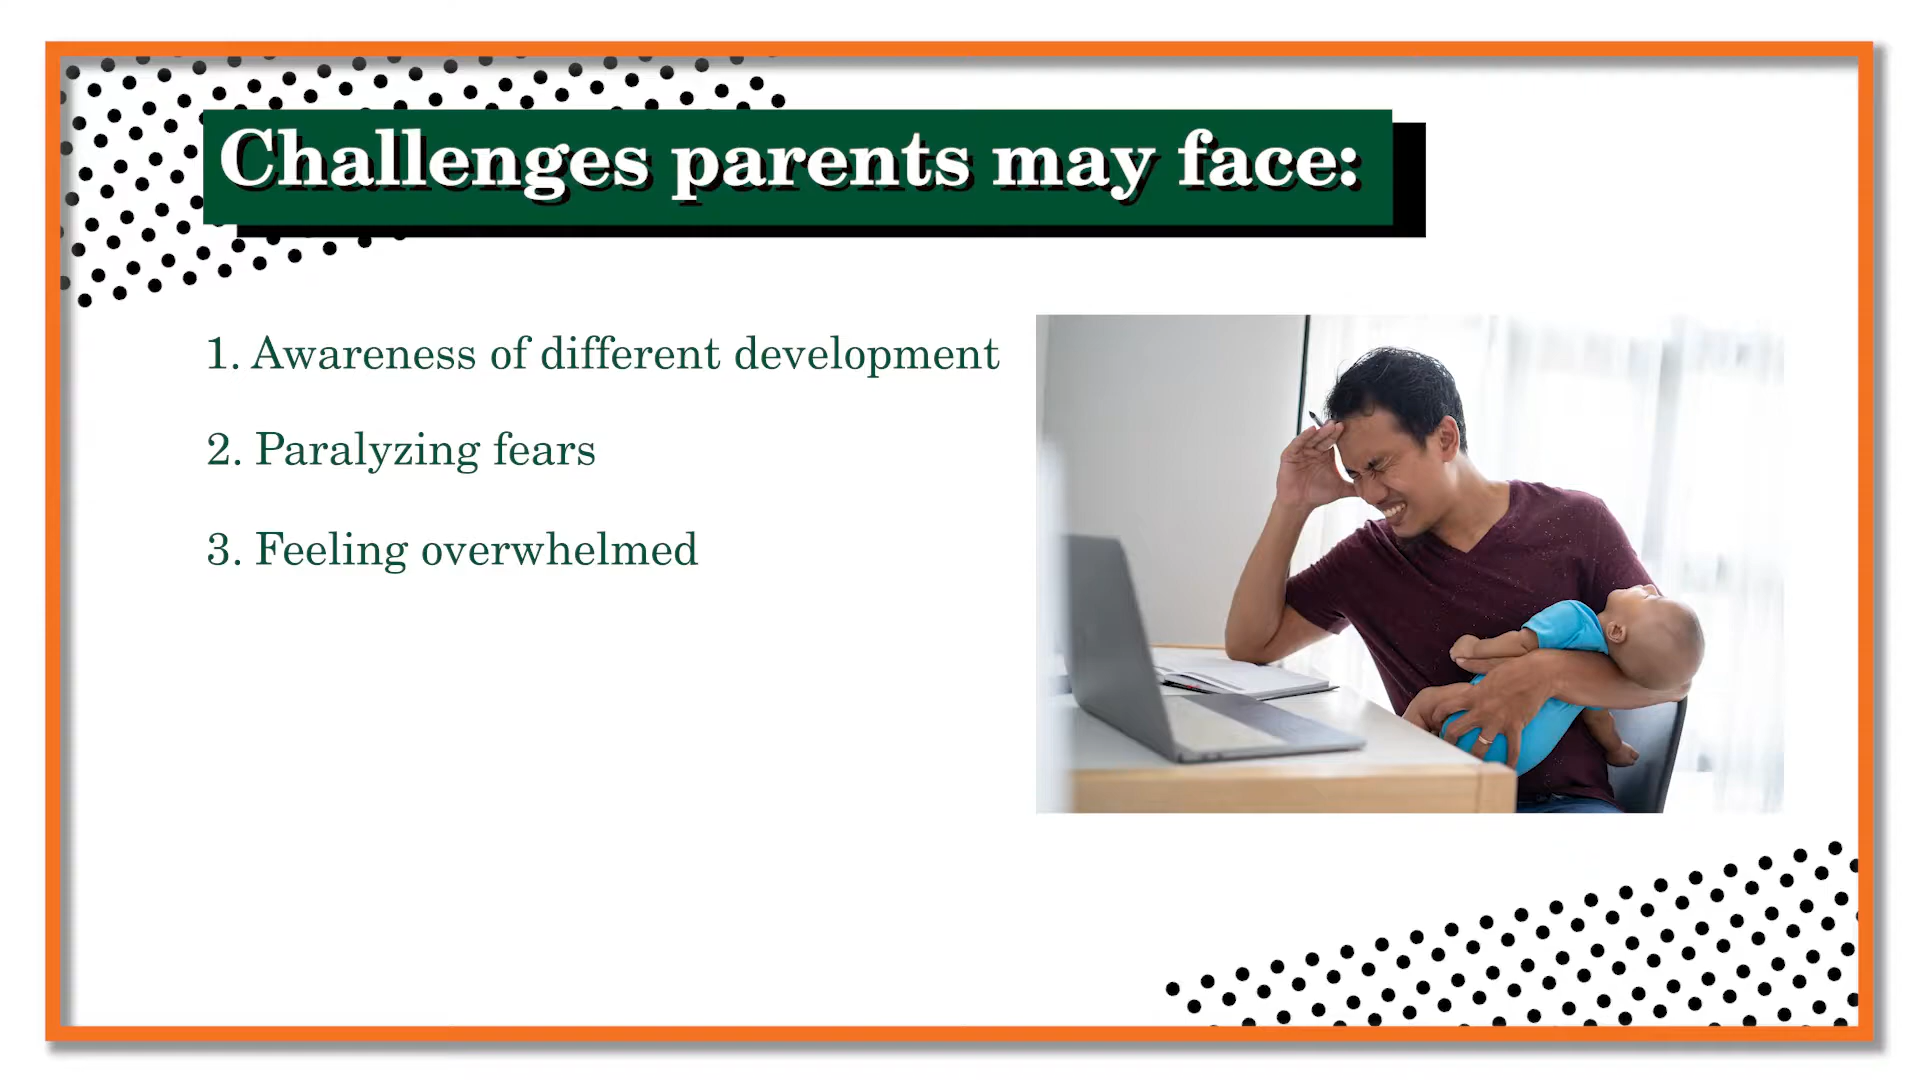 Challenges parents may face:
1. Awareness of different development
2. Paralyzing fears
3. Feeling overwhelmed